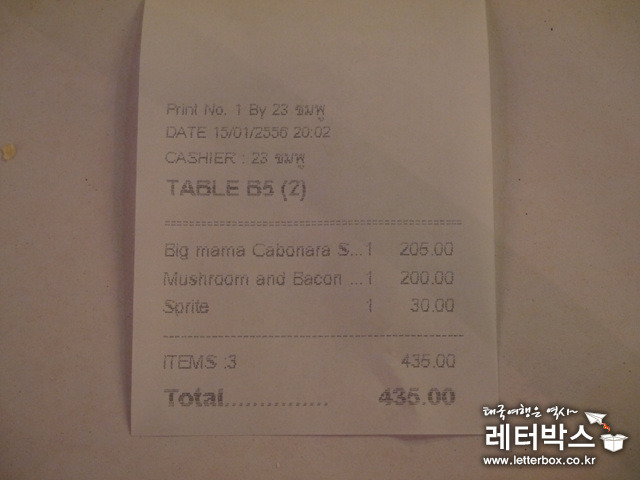 Print No. 1 By 23 ชมพู
DATE 15/01/2556 20:02
CASHIER : 23 ชมพู
TABLE B5 (2)
Big mama Cabonara S... 1 205.00
Mushroom and Bacon ... 1 200.00
Sprite 1 30.00
ITEMS :3 435.00
Total............... 435.00
태국여행은 역시~
레터박스
www.letterbox.co.kr